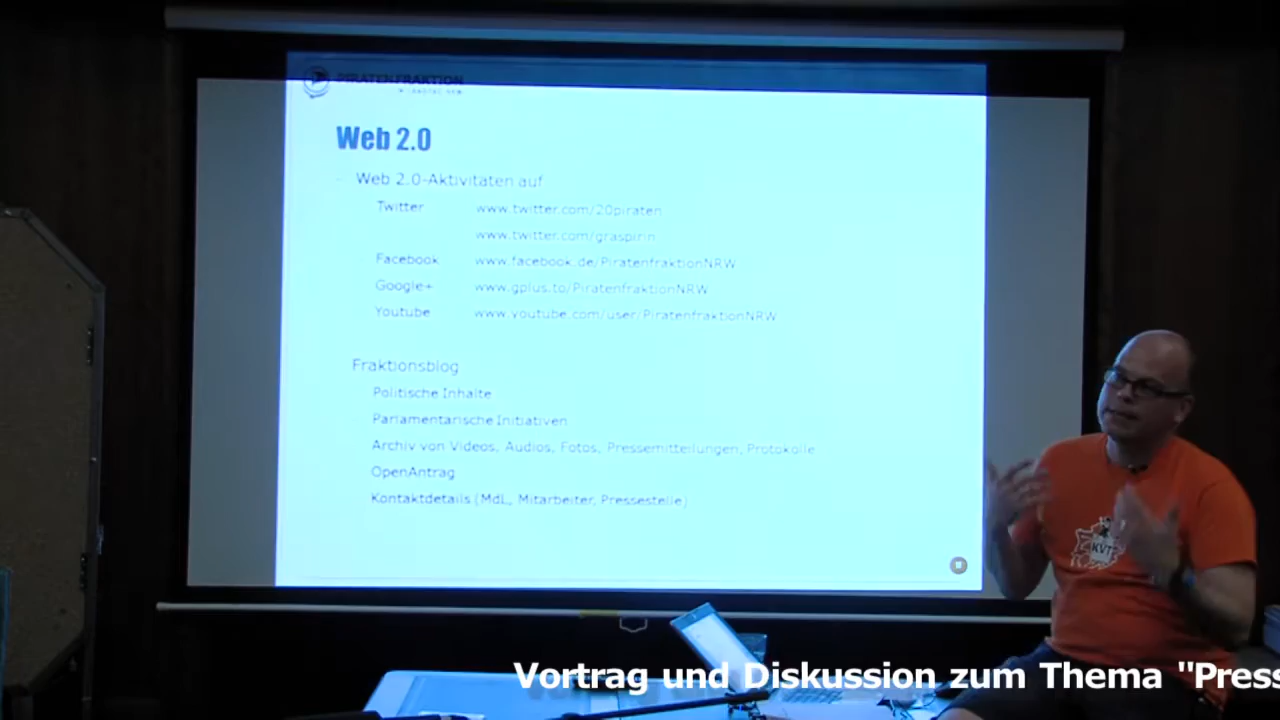 PIRATENFRAKTION
Web 2.0
Web 2.0-Aktivitäten auf
Twitter www.twitter.com/20piraten
www.twitter.com/graspirin
Facebook www.facebook.de/PiratenfraktionNRW
Google+ www.gplus.to/PiratenfraktionNRW
Youtube www.youtube.com/user/PiratenfraktionNRW
Fraktionsblog
Politische Inhalte
Parlamentarische Initiativen
Archiv von Videos, Audios, Fotos, Pressemitteilungen, Protokolle
OpenAntrag
Kontaktdetails (MdL, Mitarbeiter, Pressestelle)
KVT
Vortrag und Diskussion zum Thema "Press